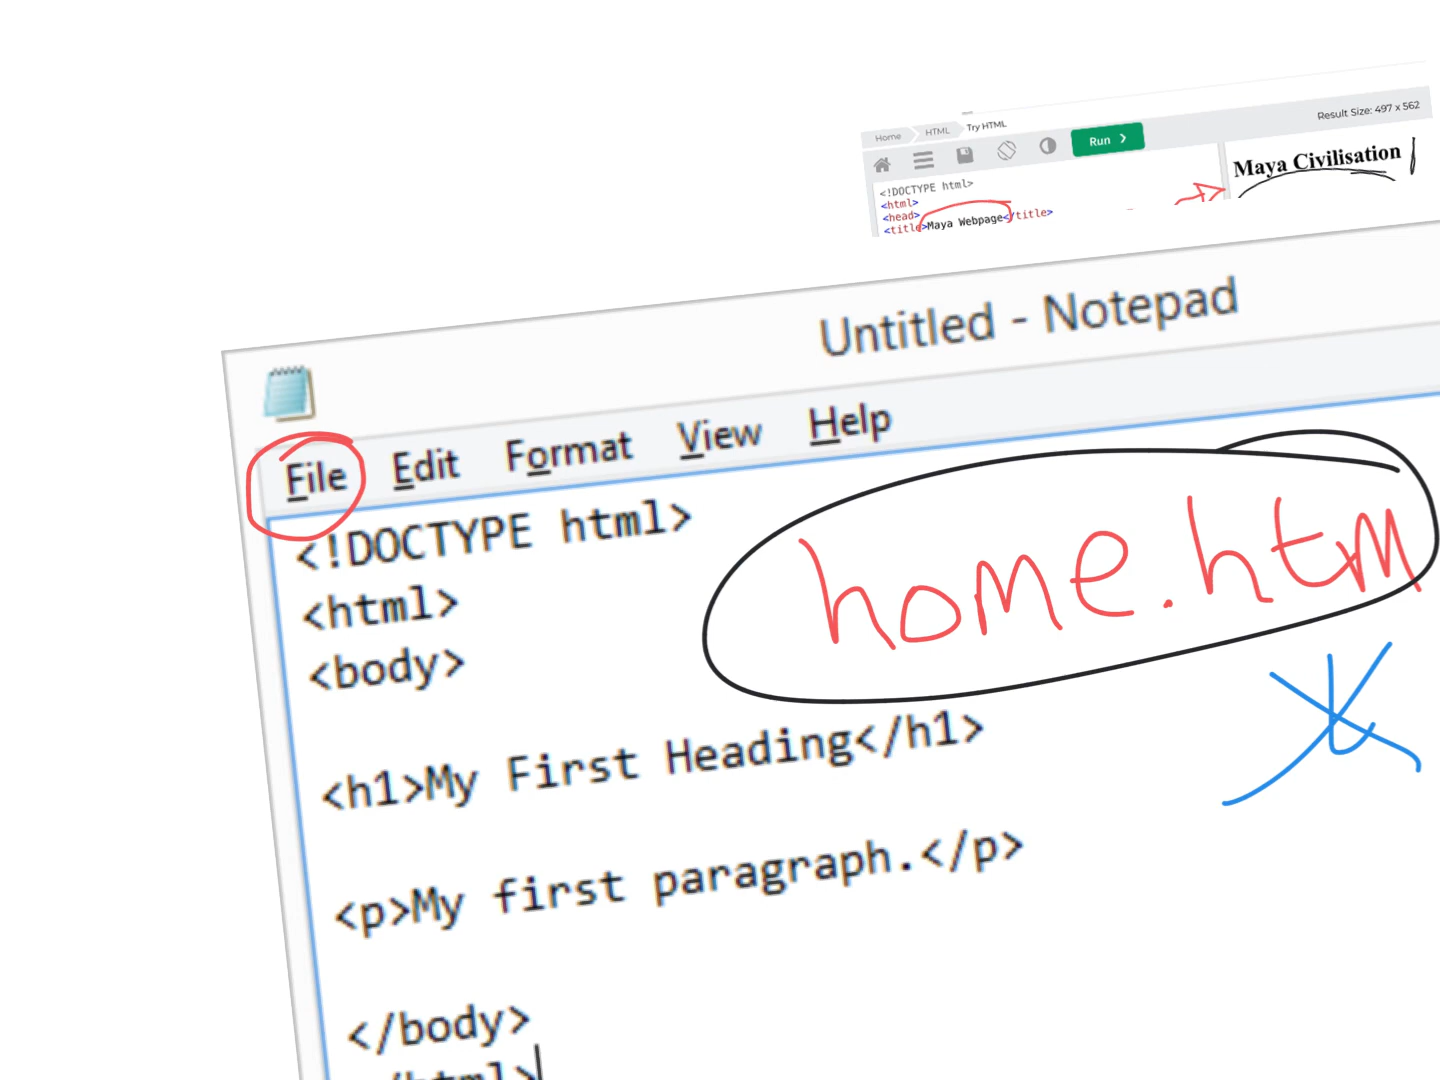 Home HTML Try HTML
Result Size: 497 x 562
Run ❯
<!DOCTYPE html>
<html>
<head>
<title>Maya Webpage</title>
Maya Civilisation
Untitled - Notepad
File Edit Format View Help
<!DOCTYPE html>
<html>
<body>
home.htm
<h1>My First Heading</h1>
<p>My first paragraph.</p>
</body>
</html>